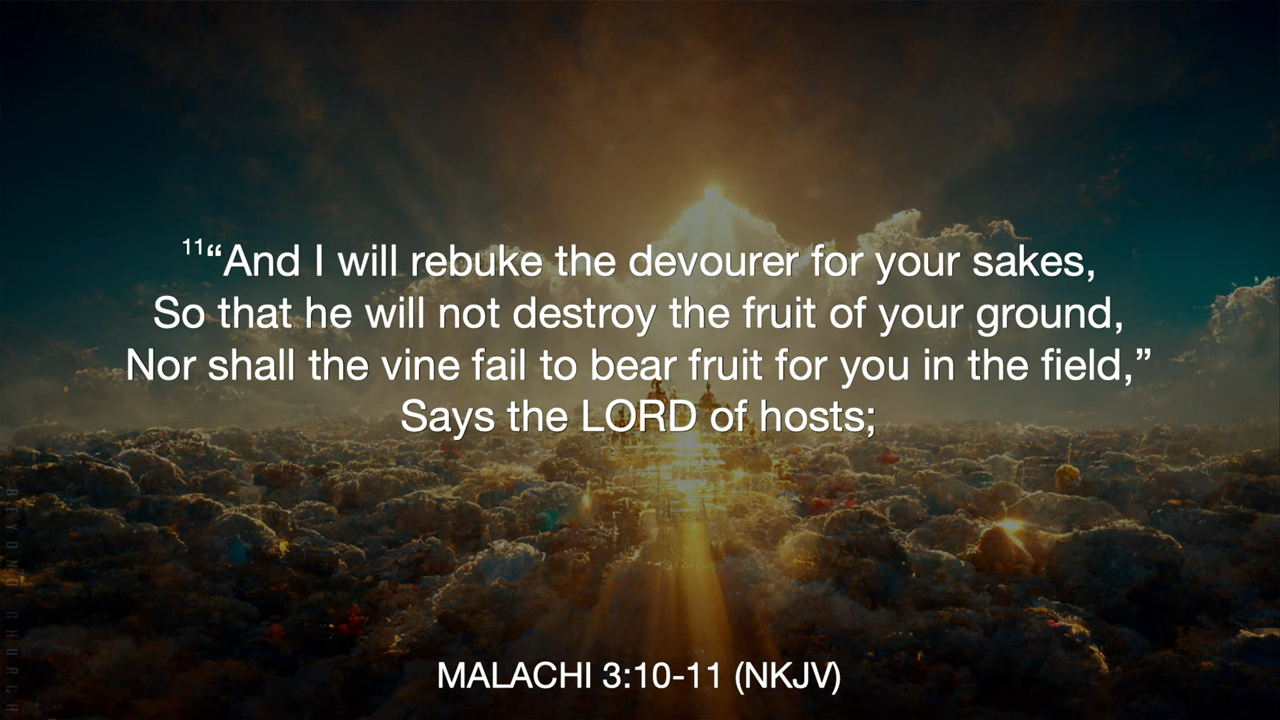 11“And I will rebuke the devourer for your sakes,
So that he will not destroy the fruit of your ground,
Nor shall the vine fail to bear fruit for you in the field,”
Says the LORD of hosts;
MALACHI 3:10-11 (NKJV)
BEYOND CHURCH